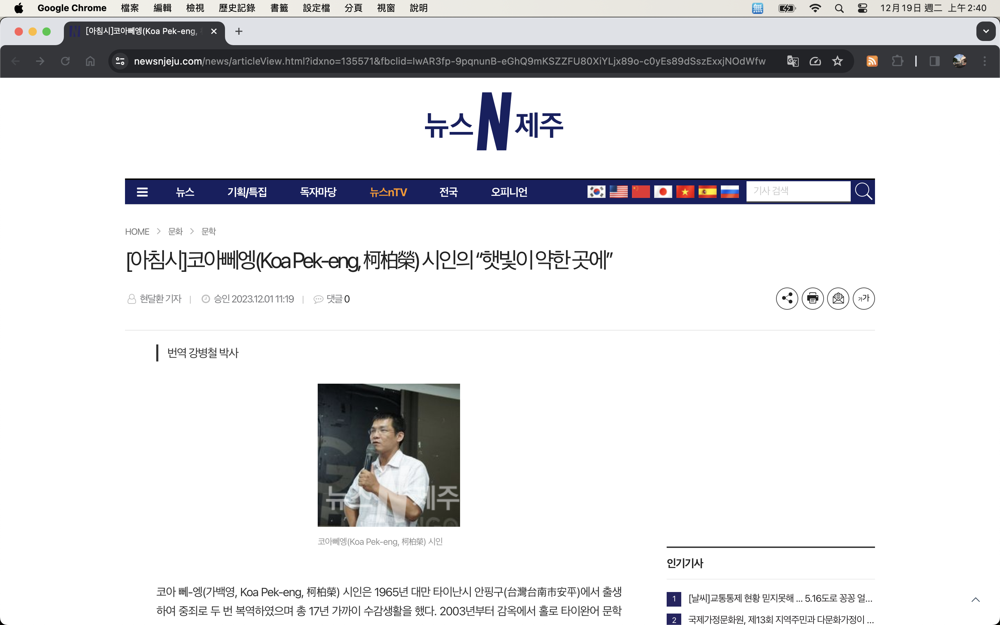 Google Chrome 檔案 編輯 檢視 歷史記錄 書籤 設定檔 分頁 視窗 說明 無 12月19日 週二 上午2:40
[아침시]코아뻬엥(Koa Pek-eng,
newsnjeju.com/news/articleView.html?idxno=135571&fbclid=IwAR3fp-9pqnunB-eGhQ9mKSZZFU80XiYLjx89o-c0yEs89dSszExxjNOdWfw
뉴스N제주
뉴스 기획/특집 독자마당 뉴스nTV 전국 오피니언 기사 검색
HOME > 문화 > 문학
[아침시]코아뻬엥(Koa Pek-eng, 柯柏榮) 시인의 “햇빛이 약한 곳에”
현달환 기자 | 승인 2023.12.01 11:19 | 댓글 0
가가
번역 강병철 박사
뉴스N제주
코아뻬엥(Koa Pek-eng, 柯柏榮) 시인
코아 뻬-엥(가백영, Koa Pek-eng, 柯柏榮) 시인은 1965년 대만 타이난시 안핑구(台灣台南市安平)에서 출생
하여 중죄로 두 번 복역하였으며 총 17년 가까이 수감생활을 했다. 2003년부터 감옥에서 홀로 타이완어 문학
인기기사
1 [날씨]교통통제 현황 믿지못해 ... 5.16도로 꽁꽁 얼...
2 국제가정문화원, 제13회 지역주민과 다문화가정이 ...